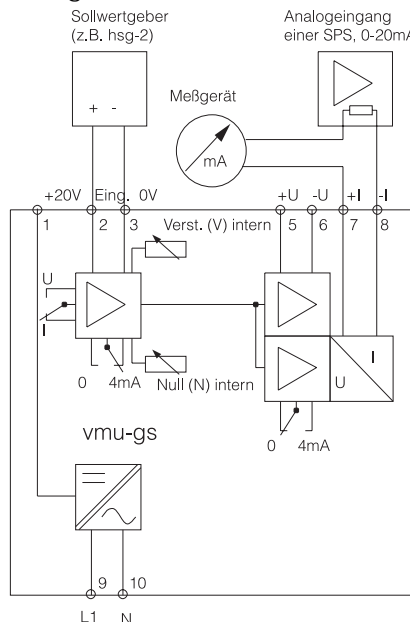 Sollwertgeber
(z.B. hsg-2)
Analogeingang
einer SPS, 0-20mA
+ -
Meßgerät
mA
+20V Eing. 0V
+U -U +I -I
1 2 3 Verst. (V) intern 5 6 7 8
U
I
0 4mA
Null (N) intern
U I
0 4mA
vmu-gs
9 10
L1 N